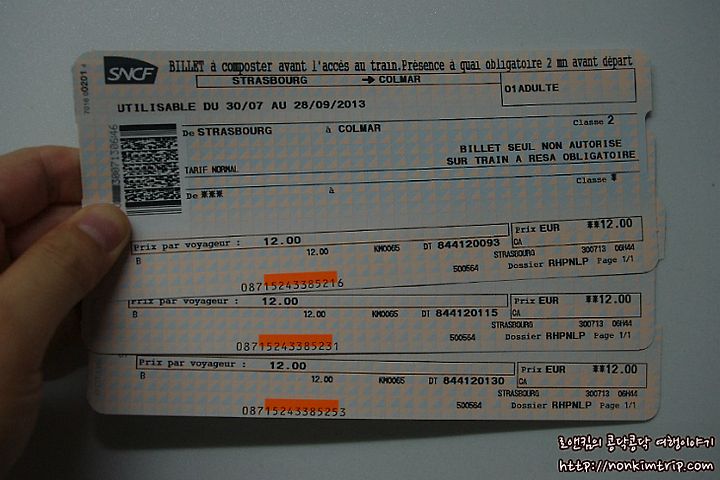 SNCF
BILLET à composter avant l'accès au train.Présence à quai obligatoire 2 mn avant départ
STRASBOURG → COLMAR
01ADULTE
UTILISABLE DU 30/07 AU 28/09/2013
De STRASBOURG à COLMAR Classe 2
BILLET SEUL NON AUTORISE
SUR TRAIN A RESA OBLIGATOIRE
TARIF NORMAL
De *** à Classe *
Prix par voyageur : 12.00 Prix EUR **12.00
B 12.00 KM0065 DT 844120093 CA
STRASBOURG 300713 06H44
500564 Dossier RHPNLP Page 1/1
08715243385216
Prix par voyageur : 12.00 Prix EUR **12.00
B 12.00 KM0065 DT 844120115 CA
STRASBOURG 300713 06H44
500564 Dossier RHPNLP Page 1/1
08715243385231
Prix par voyageur : 12.00 Prix EUR **12.00
B 12.00 KM0065 DT 844120130 CA
STRASBOURG 300713 06H44
500564 Dossier RHPNLP Page 1/1
08715243385253
로앤킴의 콩닥콩닥 여행이야기
http://nonkimtrip.com